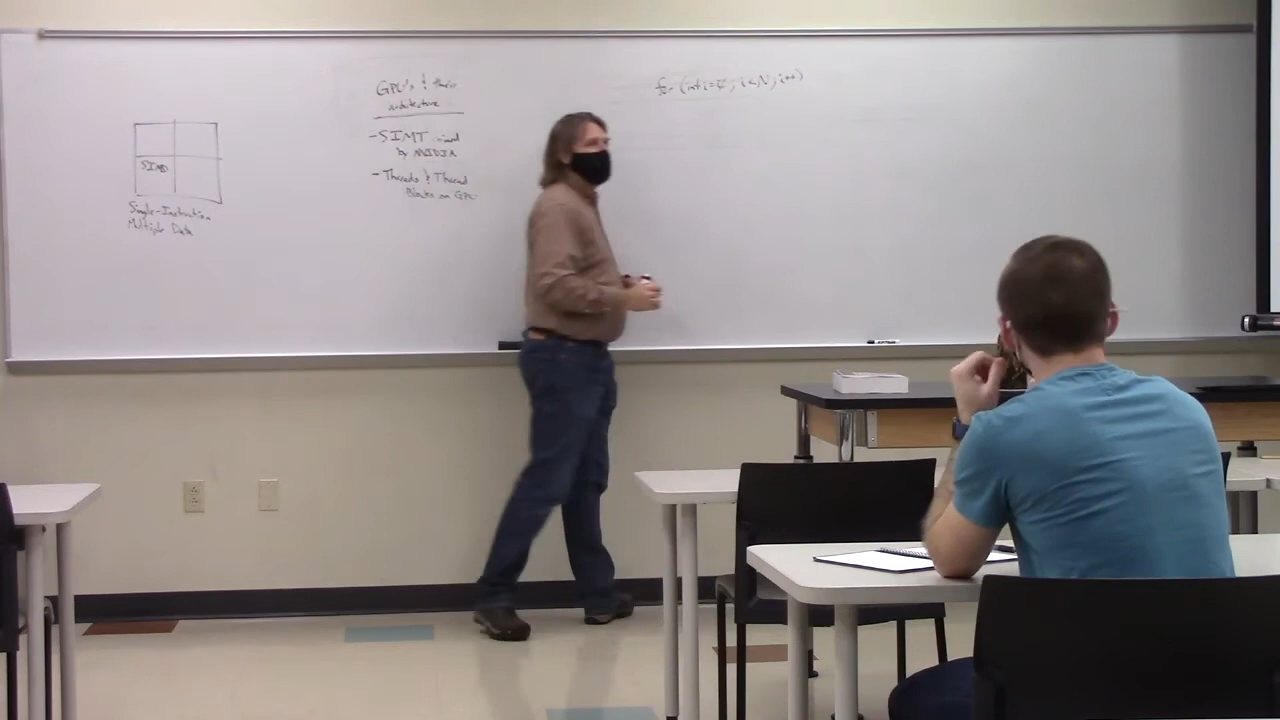 SIMD
Single-Instruction
Multiple Data
GPU's & their
architecture
-SIMT coined
by NVIDIA
-Threads & Thread
Blocks on GPU
for (int i=0; i<N; i++)